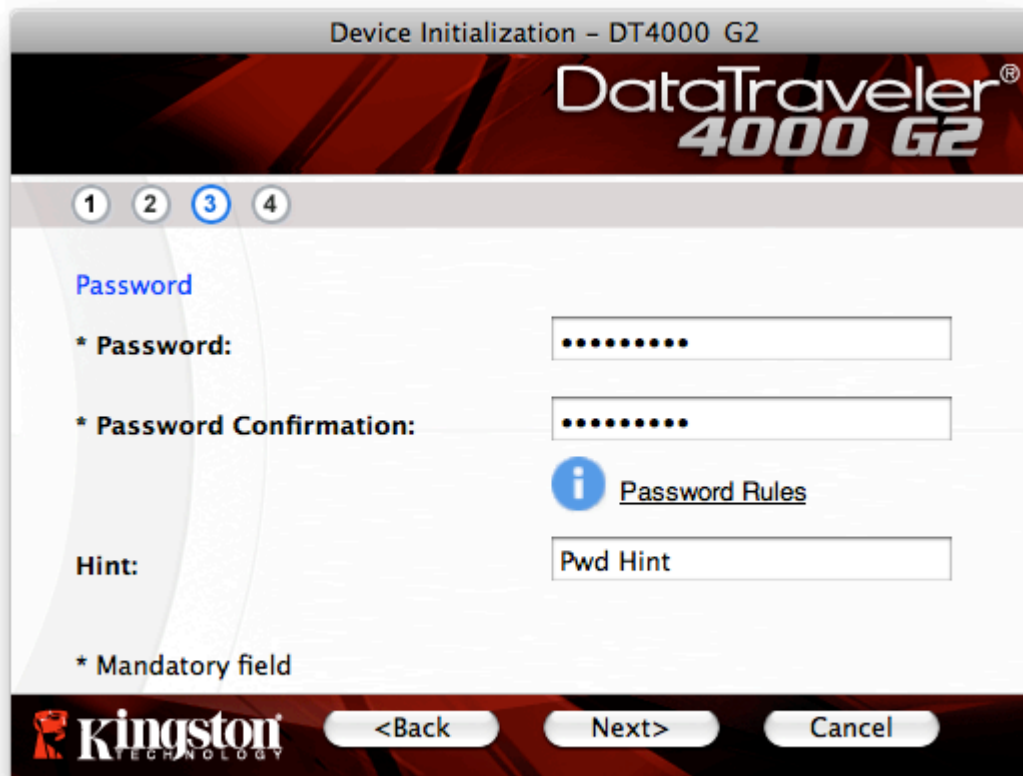 Device Initialization – DT4000 G2
DataTraveler®
4000 G2
1 2 3 4
Password
* Password: •••••••••
* Password Confirmation: •••••••••
i Password Rules
Hint: Pwd Hint
* Mandatory field
Kingston
TECHNOLOGY
<Back Next> Cancel